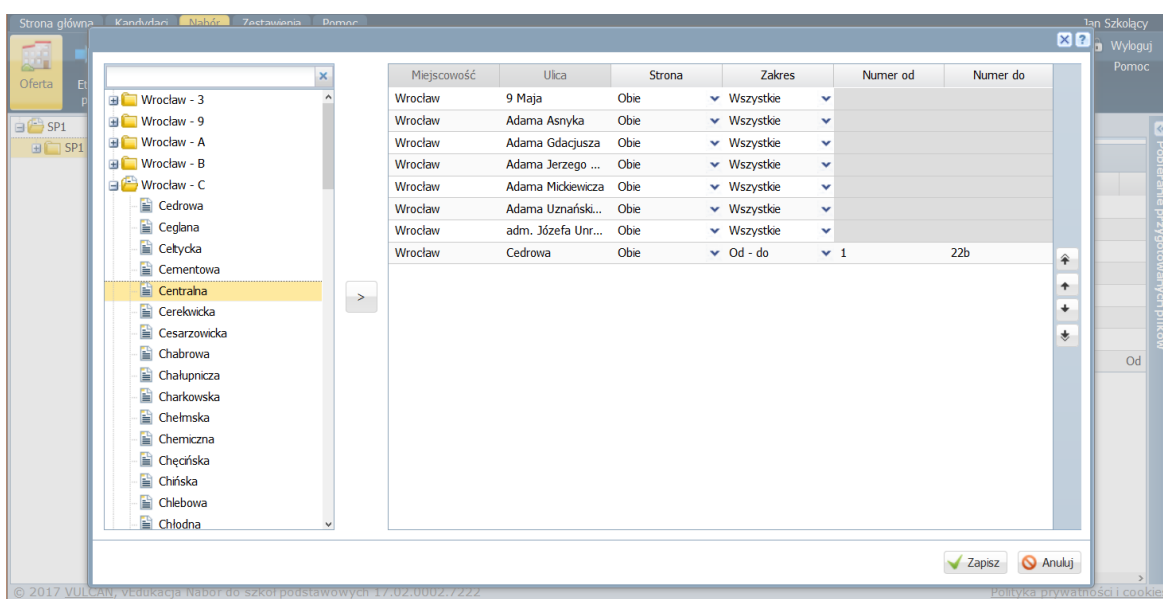 Strona główna Kandydaci Nabór Zestawienia Pomoc Jan Szkolący
Wyloguj
Oferta Pomoc
SP1
SP1
Wrocław - 3
Wrocław - 9
Wrocław - A
Wrocław - B
Wrocław - C
Cedrowa
Ceglana
Celtycka
Cementowa
Centralna
Cerekwicka
Cesarzowicka
Chabrowa
Chałupnicza
Charkowska
Chełmska
Chemiczna
Chęcińska
Chińska
Chlebowa
Chłodna
>
Miejscowość Ulica Strona Zakres Numer od Numer do
Wrocław 9 Maja Obie Wszystkie
Wrocław Adama Asnyka Obie Wszystkie
Wrocław Adama Gdacjusza Obie Wszystkie
Wrocław Adama Jerzego ... Obie Wszystkie
Wrocław Adama Mickiewicza Obie Wszystkie
Wrocław Adama Uznański... Obie Wszystkie
Wrocław adm. Józefa Unr... Obie Wszystkie
Wrocław Cedrowa Obie Od - do 1 22b
Pobieranie przygotowanych plików
Od
Zapisz Anuluj
© 2017 VULCAN, vEdukacja Nabór do szkół podstawowych 17.02.0002.7222 Polityka prywatności i cookie